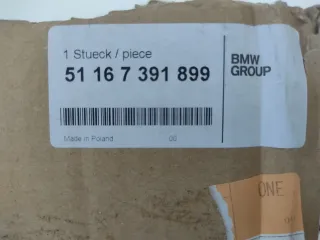 1 Stueck / piece
51 16 7 391 899
BMW
GROUP
Made in Poland
00
ONE